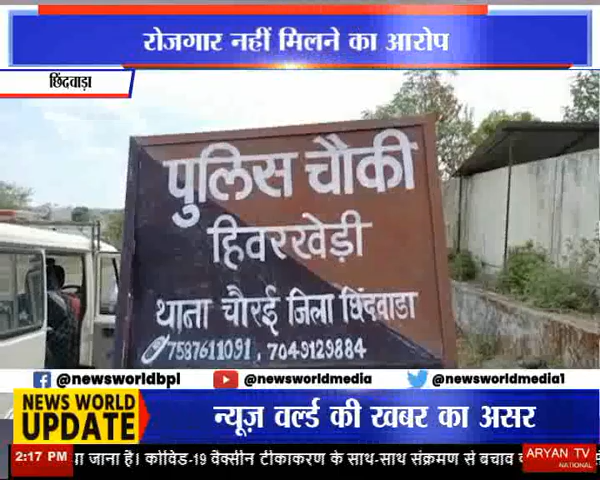 रोजगार नहीं मिलने का आरोप
छिंदवाड़ा
पुलिस चौकी
हिवरखेड़ी
थाना चौरई जिला छिंदवाडा
7587611091, 7049129884
@newsworldbpl @newsworldmedia @newsworldmedia1
NEWS WORLD
UPDATE
न्यूज़ वर्ल्ड की खबर का असर
2:17 PM
जाना है। कोविड-19 वैक्सीन टीकाकरण के साथ-साथ संक्रमण से बचाव
ARYAN TV
NATIONAL